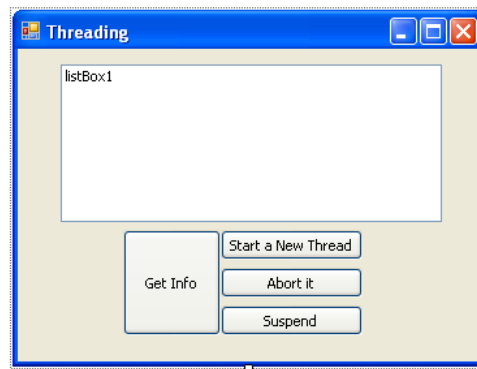 Threading
listBox1
Get Info
Start a New Thread
Abort it
Suspend